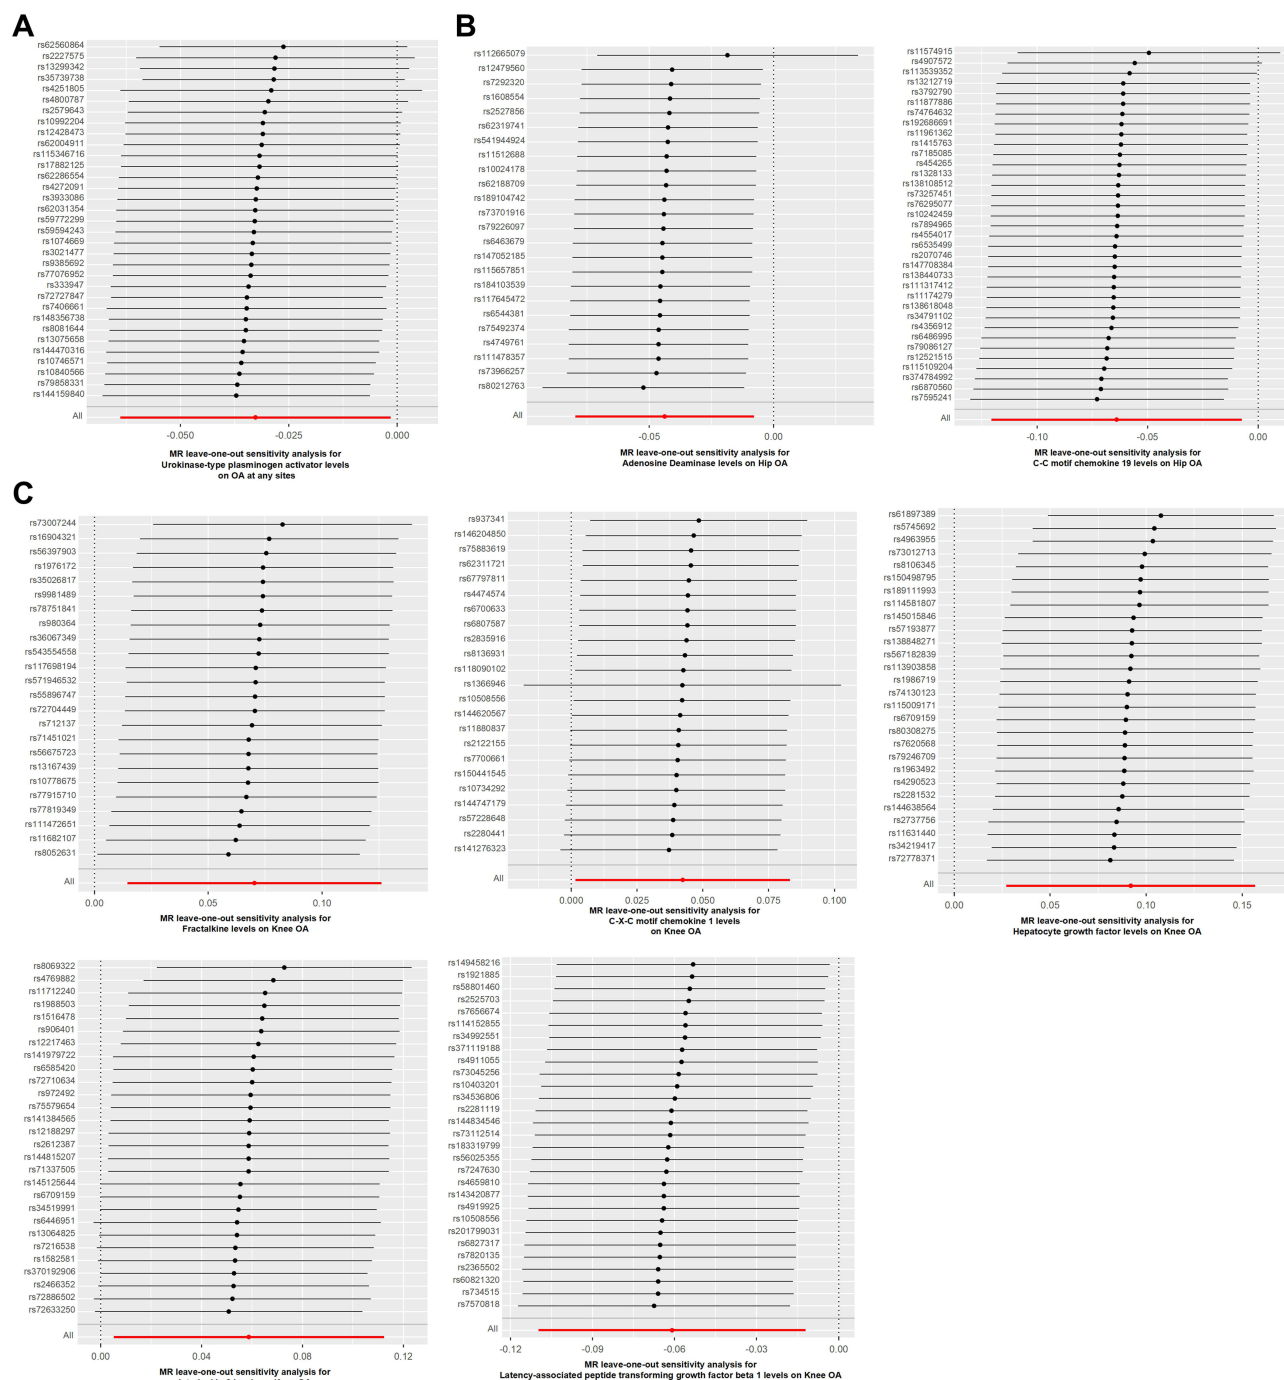 A
rs62560864
rs2227575
rs13299342
rs35739738
rs4251805
rs4800787
rs2579643
rs10992204
rs12428473
rs62004911
rs115346716
rs17882125
rs62286554
rs4272091
rs3933086
rs62031354
rs59772299
rs59594243
rs1074669
rs3021477
rs9385692
rs77076952
rs333947
rs72727847
rs7406661
rs148356738
rs8081644
rs13075658
rs144470316
rs10746571
rs10840566
rs79858331
rs144159840
All
-0.050 -0.025 0.000
MR leave-one-out sensitivity analysis for
Urokinase-type plasminogen activator levels
on OA at any sites
B
rs112665079
rs12479560
rs7292320
rs1608554
rs2527856
rs62319741
rs541944924
rs11512688
rs10024178
rs62188709
rs189104742
rs73701916
rs79226097
rs6463679
rs147052185
rs115657851
rs184103539
rs117645472
rs6544381
rs75492374
rs4749761
rs111478357
rs73966257
rs80212763
All
-0.05 0.00
MR leave-one-out sensitivity analysis for
Adenosine Deaminase levels on Hip OA
rs11574915
rs4907572
rs113539352
rs13212719
rs3792790
rs11877886
rs74764632
rs192686691
rs11961362
rs1415763
rs7185085
rs454265
rs1328133
rs138108512
rs73257451
rs76295077
rs10242459
rs7894965
rs4554017
rs6535499
rs2070746
rs147708384
rs138440733
rs111317412
rs11174279
rs138618048
rs34791102
rs4356912
rs6486995
rs79086127
rs12521515
rs115109204
rs374784992
rs6870560
rs7595241
All
-0.10 -0.05 0.00
MR leave-one-out sensitivity analysis for
C-C motif chemokine 19 levels on Hip OA
C
rs73007244
rs16904321
rs56397903
rs1976172
rs35026817
rs9981489
rs78751841
rs980364
rs36067349
rs543554558
rs117698194
rs571946532
rs55896747
rs72704449
rs712137
rs71451021
rs56675723
rs13167439
rs10778675
rs77915710
rs77819349
rs111472651
rs11682107
rs8052631
All
0.00 0.05 0.10
MR leave-one-out sensitivity analysis for
Fractalkine levels on Knee OA
rs937341
rs146204850
rs75883619
rs62311721
rs67797811
rs4474574
rs6700633
rs6807587
rs2835916
rs8136931
rs118090102
rs1366946
rs10508556
rs144620567
rs11880837
rs2122155
rs7700661
rs150441545
rs10734292
rs144747179
rs57228648
rs2280441
rs141276323
All
0.000 0.025 0.050 0.075 0.100
MR leave-one-out sensitivity analysis for
C-X-C motif chemokine 1 levels
on Knee OA
rs61897389
rs5745692
rs4963955
rs73012713
rs8106345
rs150498795
rs189111993
rs114581807
rs145015846
rs57193877
rs138848271
rs567182839
rs113903858
rs1986719
rs74130123
rs115009171
rs6709159
rs80308275
rs7620568
rs79246709
rs1963492
rs4290523
rs2281532
rs144638564
rs2737756
rs11631440
rs34219417
rs72778371
All
0.00 0.05 0.10 0.15
MR leave-one-out sensitivity analysis for
Hepatocyte growth factor levels on Knee OA
rs8069322
rs4769882
rs11712240
rs1988503
rs1516478
rs906401
rs12217463
rs141979722
rs6585420
rs72710634
rs972492
rs75579654
rs141384565
rs12188297
rs2612387
rs144815207
rs71337505
rs145125644
rs6709159
rs34519991
rs6446951
rs13064825
rs7216538
rs1582581
rs370192906
rs2466352
rs72886502
rs72633250
All
0.00 0.04 0.08 0.12
MR leave-one-out sensitivity analysis for
rs149458216
rs1921885
rs58801460
rs2525703
rs7656674
rs114152855
rs34992551
rs371119188
rs4911055
rs73045256
rs10403201
rs34536806
rs2281119
rs144834546
rs73112514
rs183319799
rs56025355
rs7247630
rs4659810
rs143420877
rs4919925
rs10508556
rs201799031
rs6827317
rs7820135
rs2365502
rs60821320
rs734515
rs7570818
All
-0.12 -0.09 -0.06 -0.03 0.00
MR leave-one-out sensitivity analysis for
Latency-associated peptide transforming growth factor beta 1 levels on Knee OA